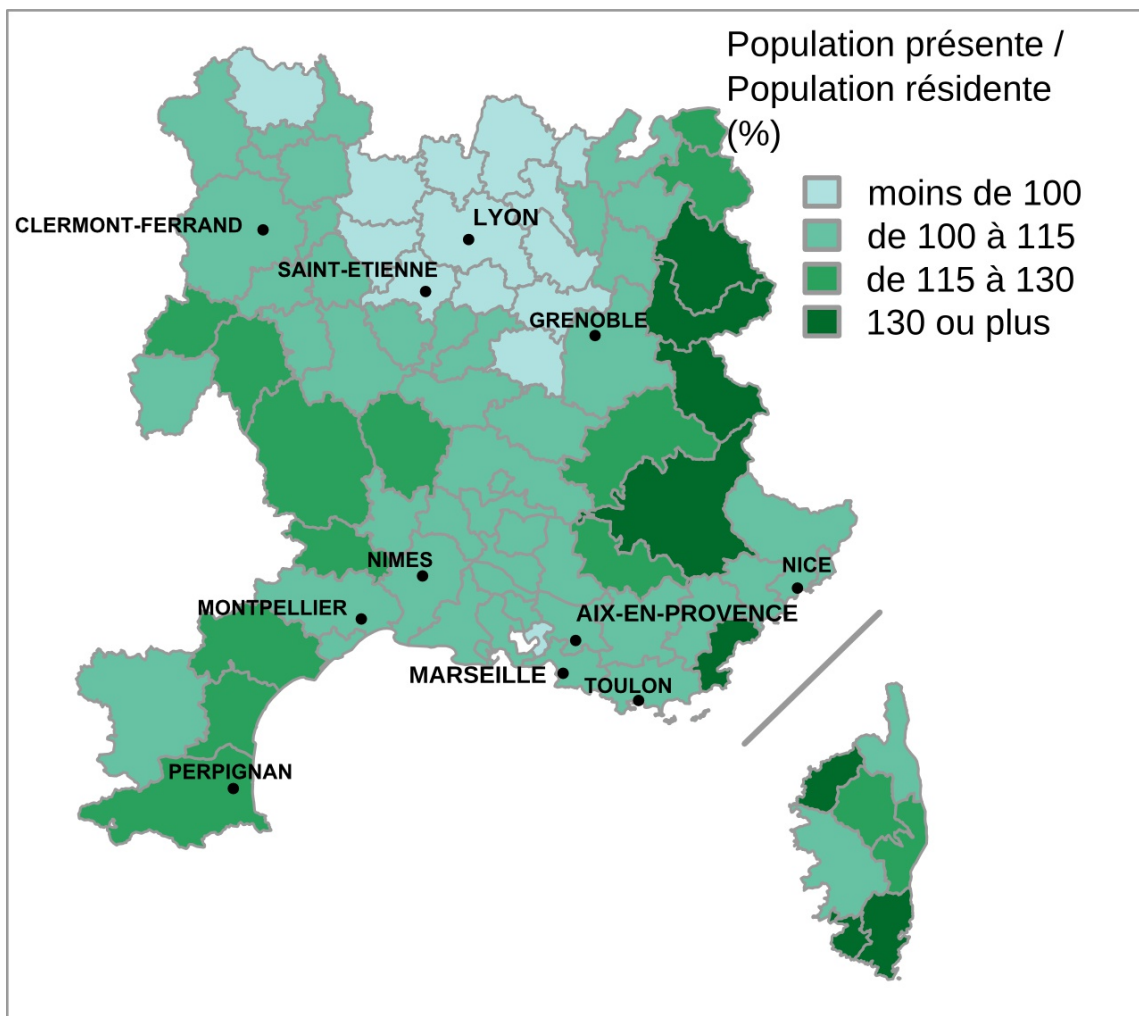 Population présente /
Population résidente
(%)
moins de 100
de 100 à 115
de 115 à 130
130 ou plus
CLERMONT-FERRAND
LYON
SAINT-ETIENNE
GRENOBLE
NIMES
NICE
MONTPELLIER
AIX-EN-PROVENCE
MARSEILLE
TOULON
PERPIGNAN